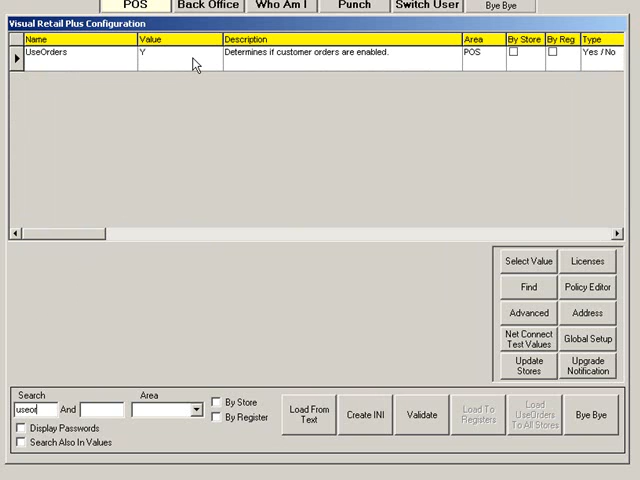 POS Back Office Who Am I Punch Switch User Bye Bye
Visual Retail Plus Configuration
Name Value Description Area By Store By Reg Type
UseOrders Y Determines if customer orders are enabled. POS Yes / No
Select Value Licenses
Find Policy Editor
Advanced Address
Net Connect Test Values Global Setup
Update Stores Upgrade Notification
Search Area
useor And
By Store
By Register
Display Passwords
Search Also In Values
Load From Text
Create INI
Validate
Load To Registers
Load UseOrders To All Stores
Bye Bye